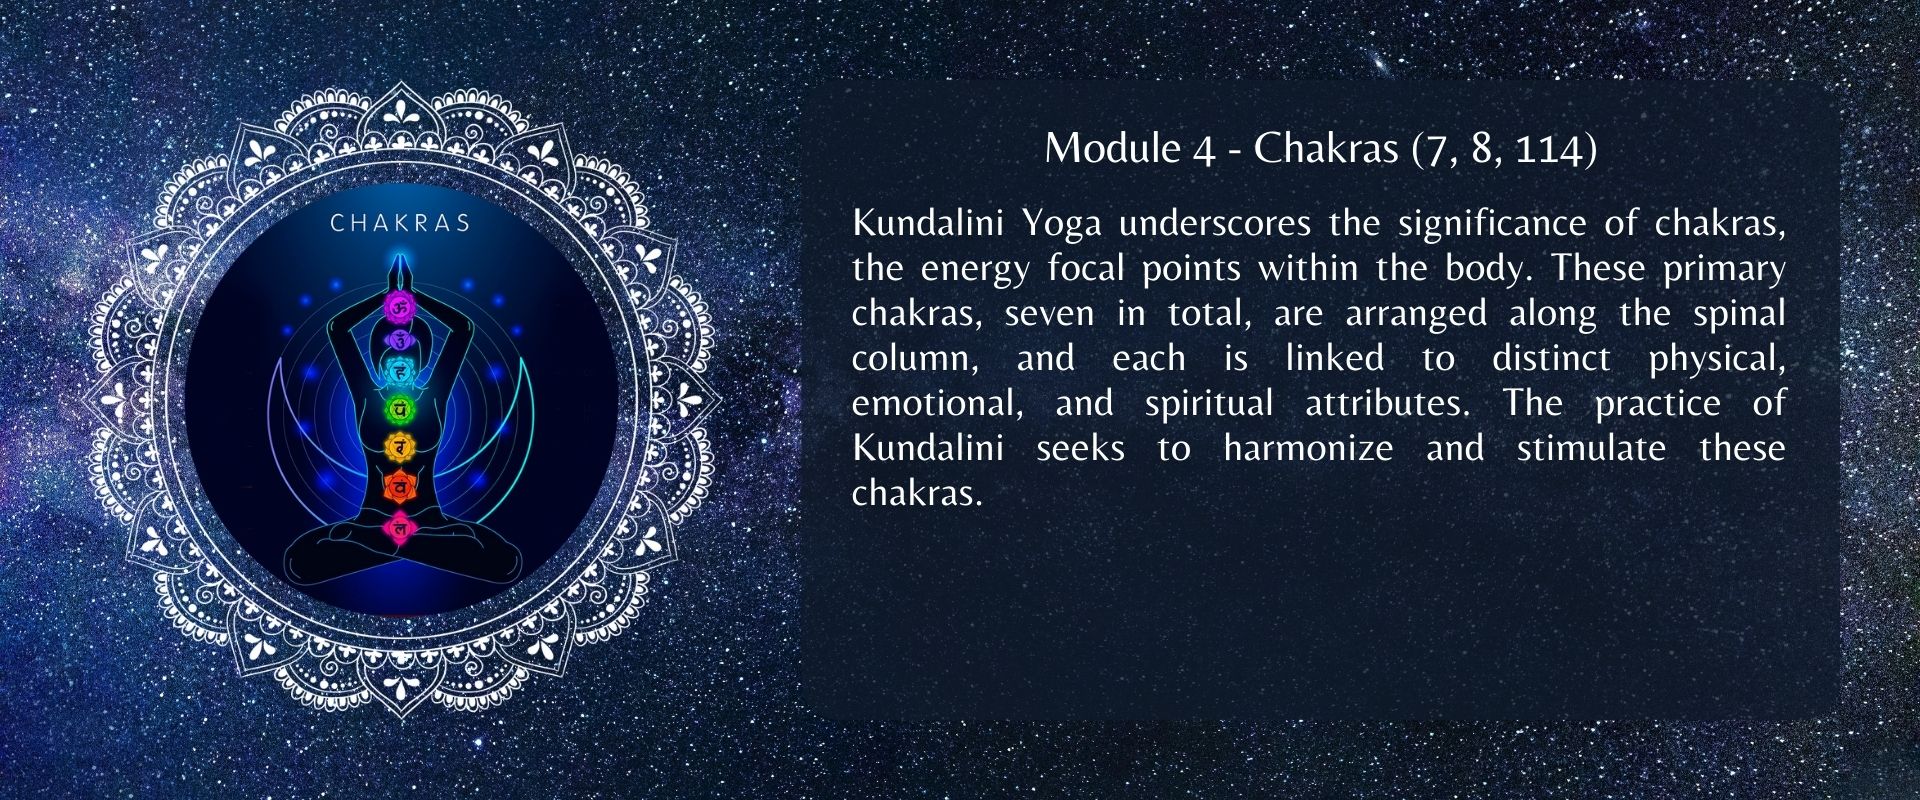 CHAKRAS
ॐ
ॐ
हं
यं
रं
वं
लं
Module 4 - Chakras (7, 8, 114)
Kundalini Yoga underscores the significance of chakras,
the energy focal points within the body. These primary
chakras, seven in total, are arranged along the spinal
column, and each is linked to distinct physical,
emotional, and spiritual attributes. The practice of
Kundalini seeks to harmonize and stimulate these
chakras.